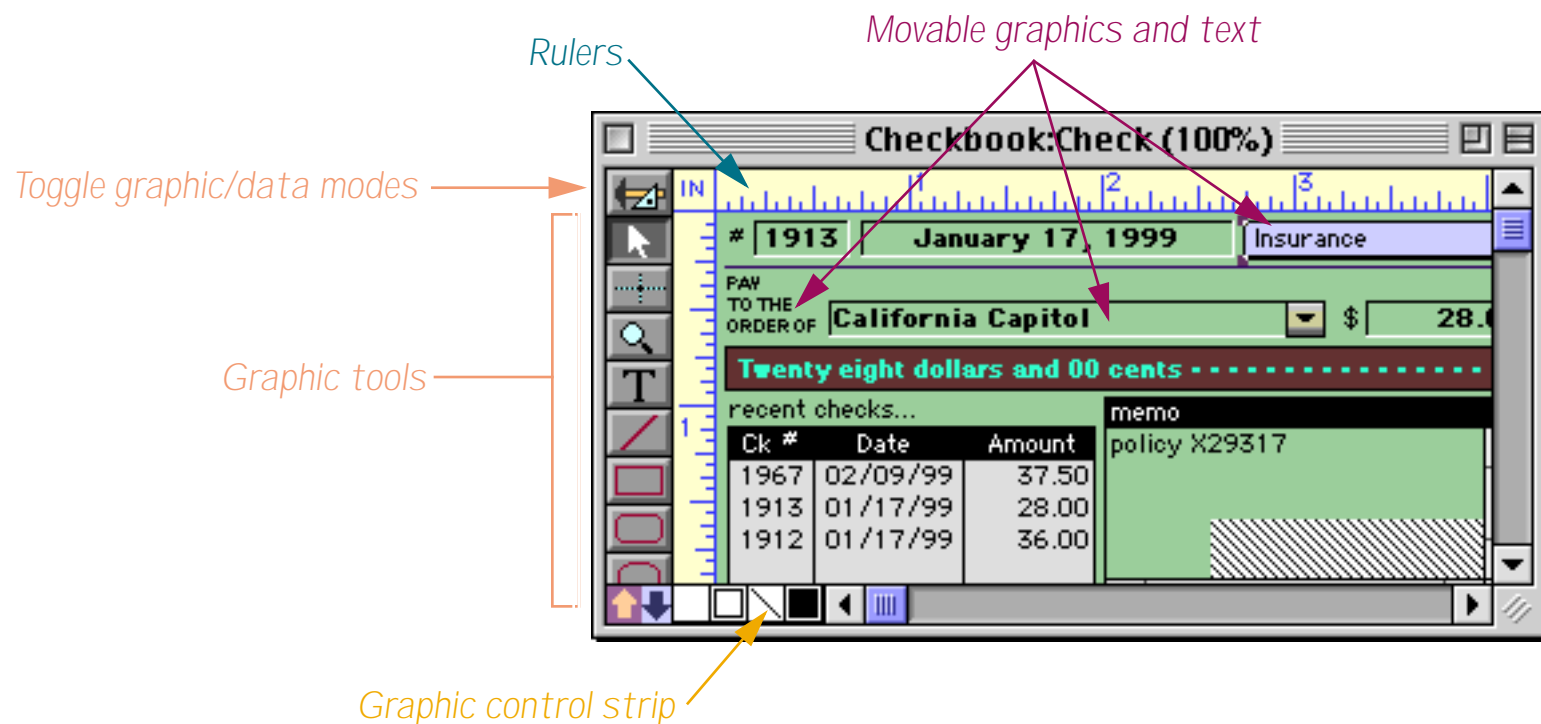 Movable graphics and text
Rulers
Checkbook:Check (100%)
Toggle graphic/data modes
IN 1 2 3
# 1913 January 17, 1999 Insurance
PAY
TO THE
ORDER OF California Capitol $ 28.
Graphic tools
T
Twenty eight dollars and 00 cents - - - - - - - - - - - - - - - -
recent checks... memo
1
Ck # Date Amount policy X29317
1967 02/09/99 37.50
1913 01/17/99 28.00
1912 01/17/99 36.00
Graphic control strip